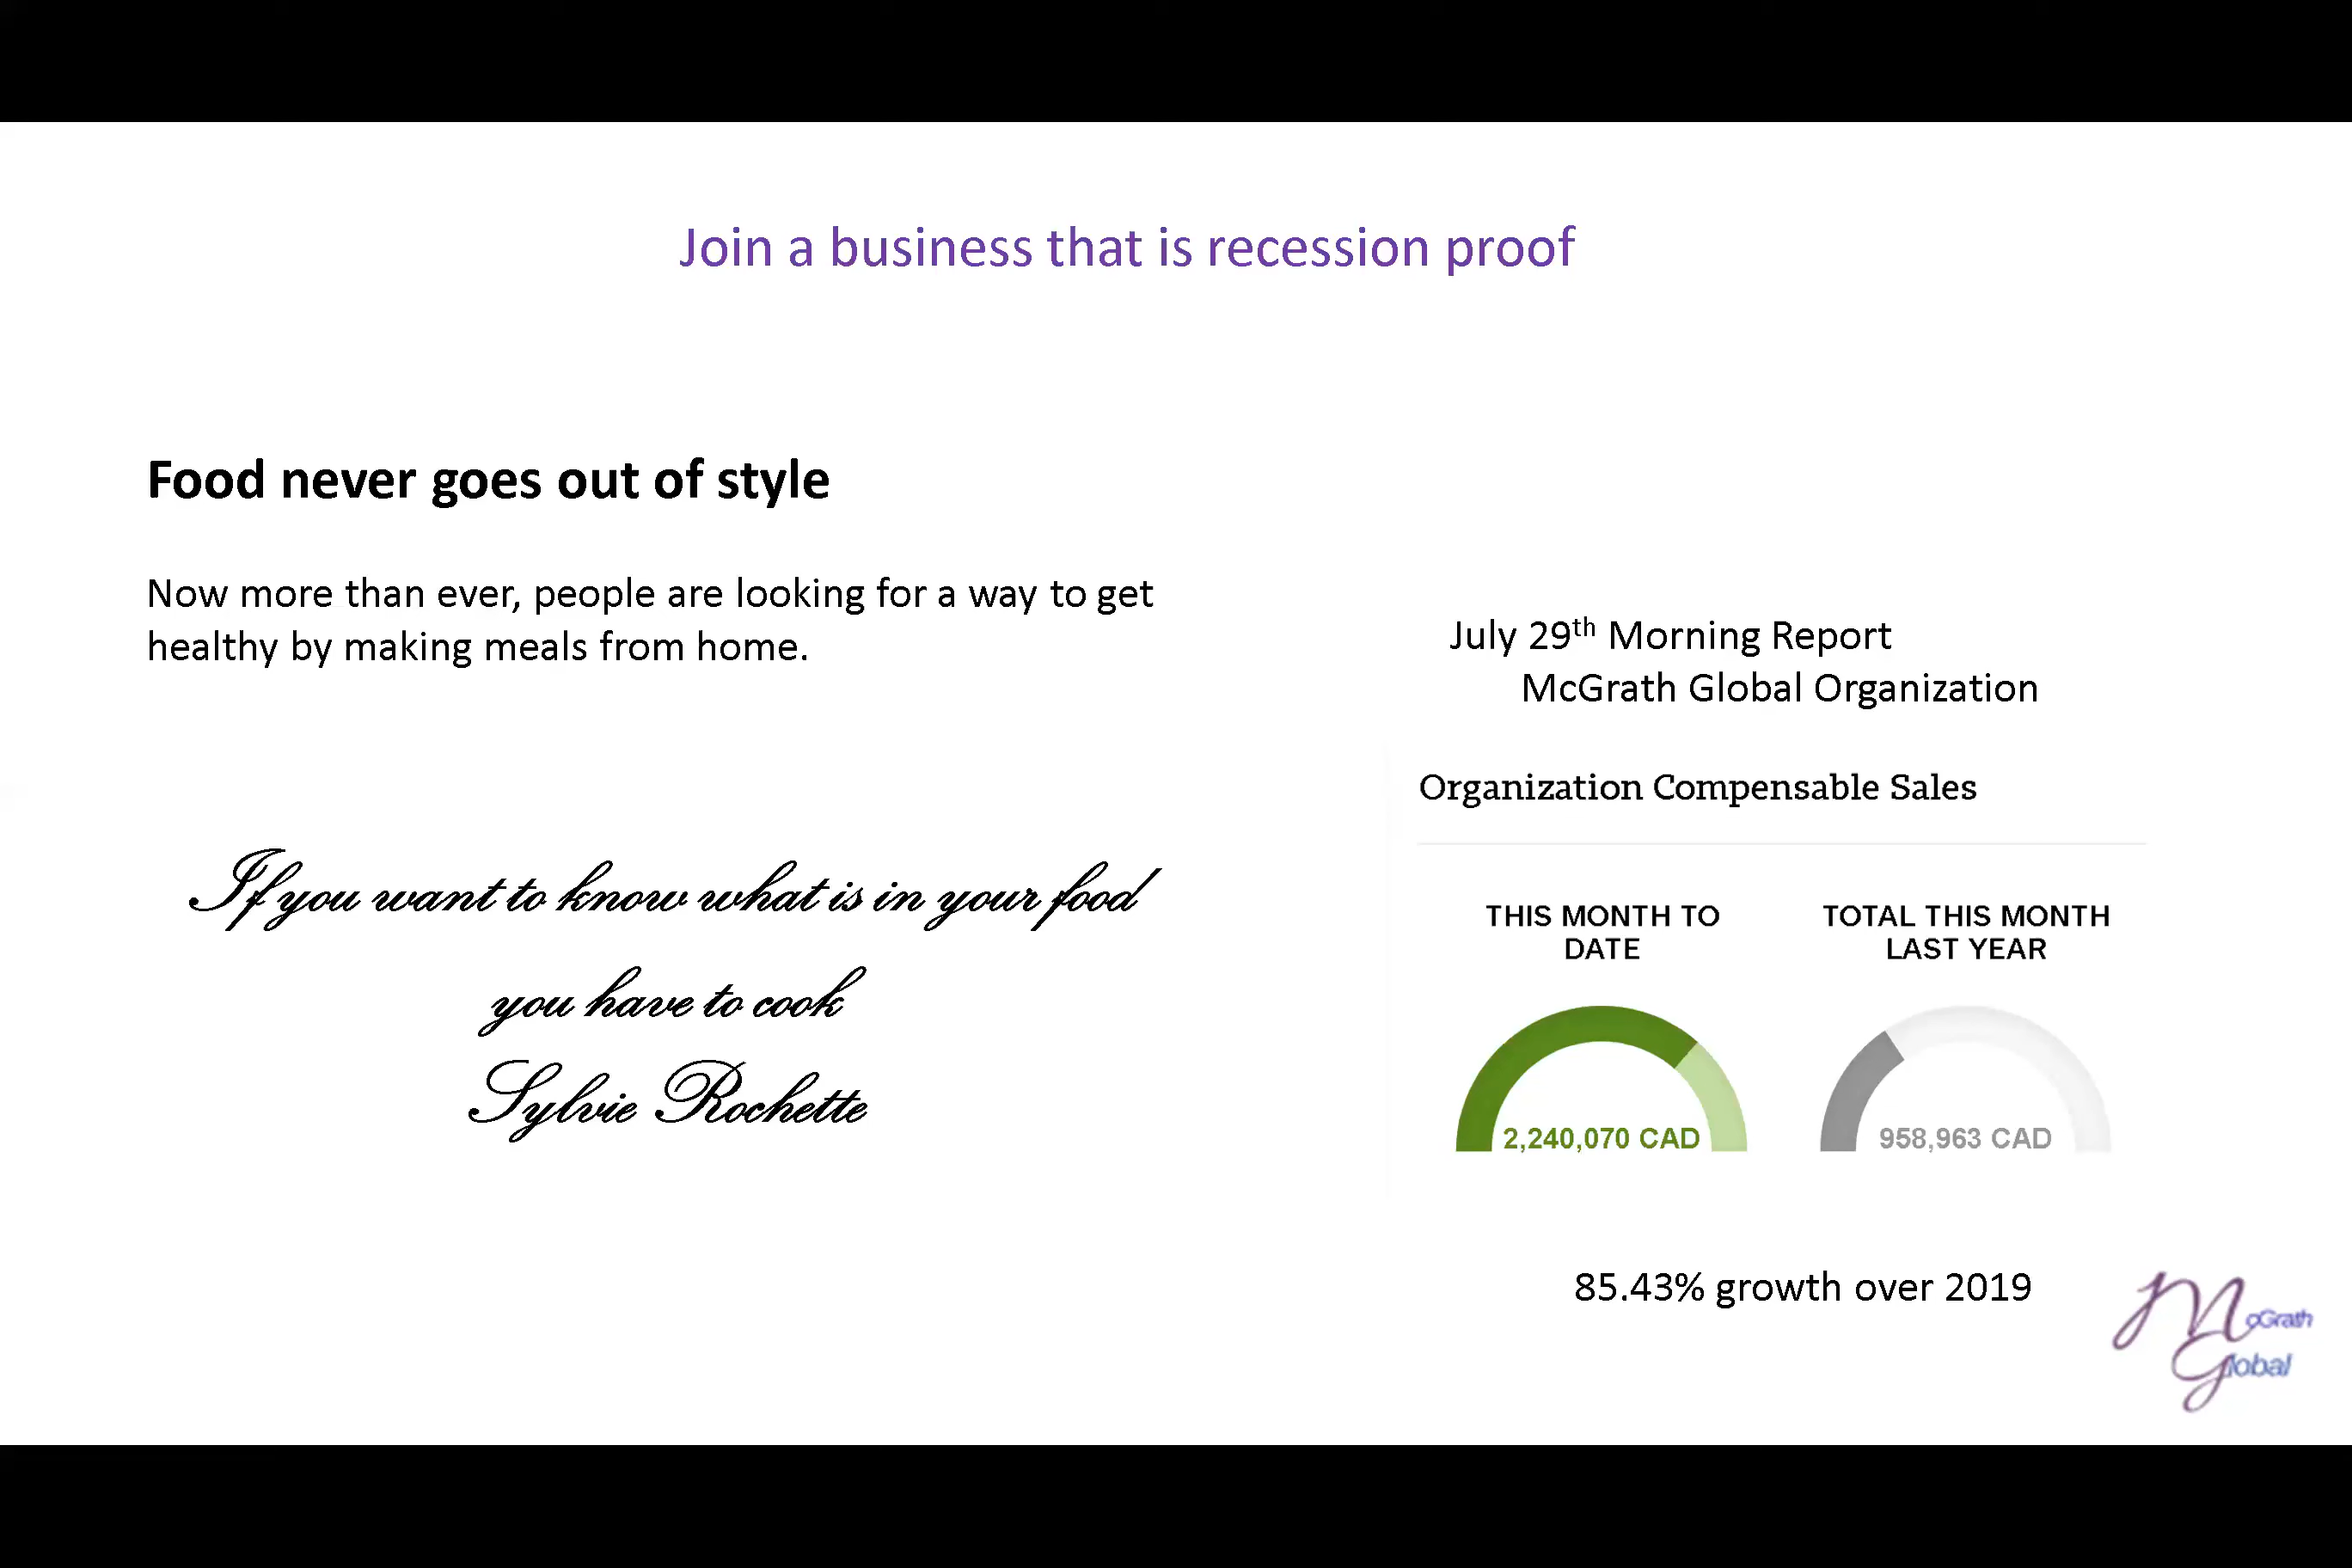 Join a business that is recession proof
Food never goes out of style
Now more than ever, people are looking for a way to get
healthy by making meals from home.
If you want to know what is in your food
you have to cook
Sylvie Rochette
July 29th Morning Report
McGrath Global Organization
Organization Compensable Sales
THIS MONTH TO
DATE
2,240,070 CAD
TOTAL THIS MONTH
LAST YEAR
958,963 CAD
85.43% growth over 2019
McGrath
Global